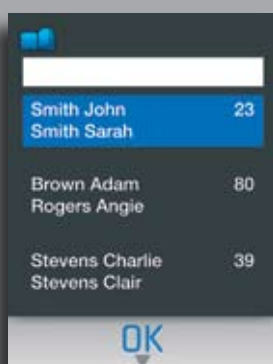 Smith John 23
Smith Sarah
Brown Adam 80
Rogers Angie
Stevens Charlie 39
Stevens Clair
OK